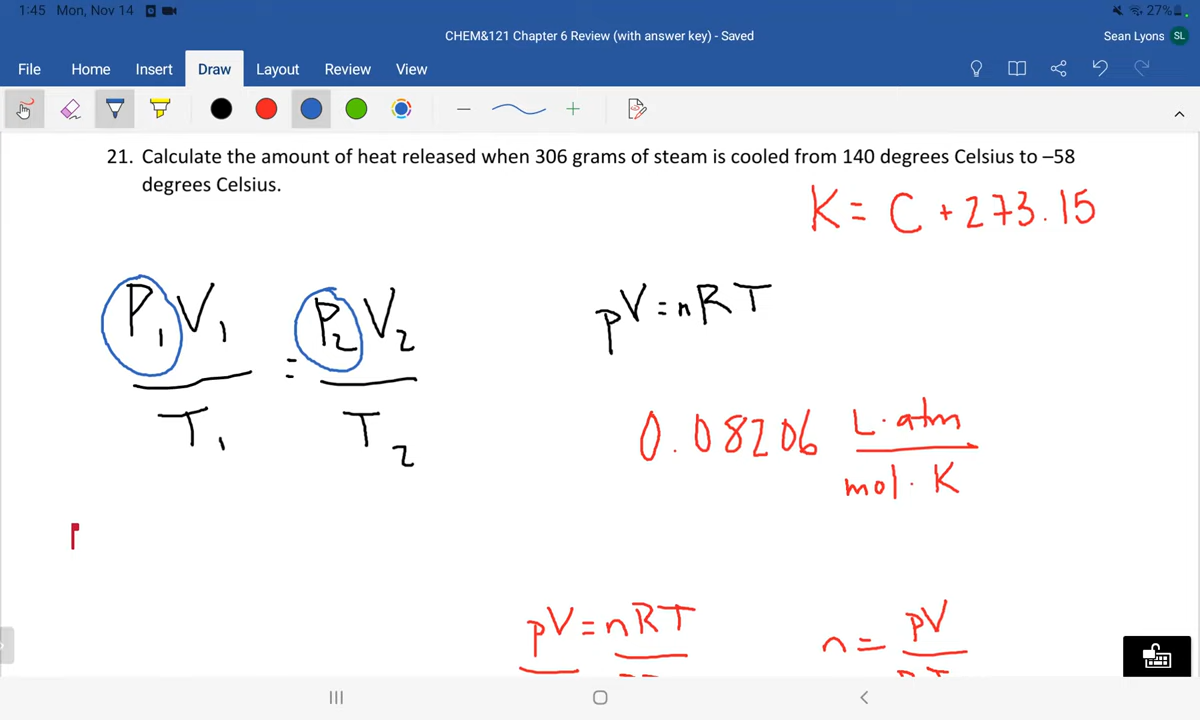 1:45 Mon, Nov 14 27%
CHEM&121 Chapter 6 Review (with answer key) - Saved
Sean Lyons SL
File Home Insert Draw Layout Review View
21. Calculate the amount of heat released when 306 grams of steam is cooled from 140 degrees Celsius to –58
degrees Celsius.
K = C + 273.15
P₁V₁ / T₁ = P₂V₂ / T₂
pV = nRT
0.08206 L·atm / mol·K
pV = nRT
n = pV